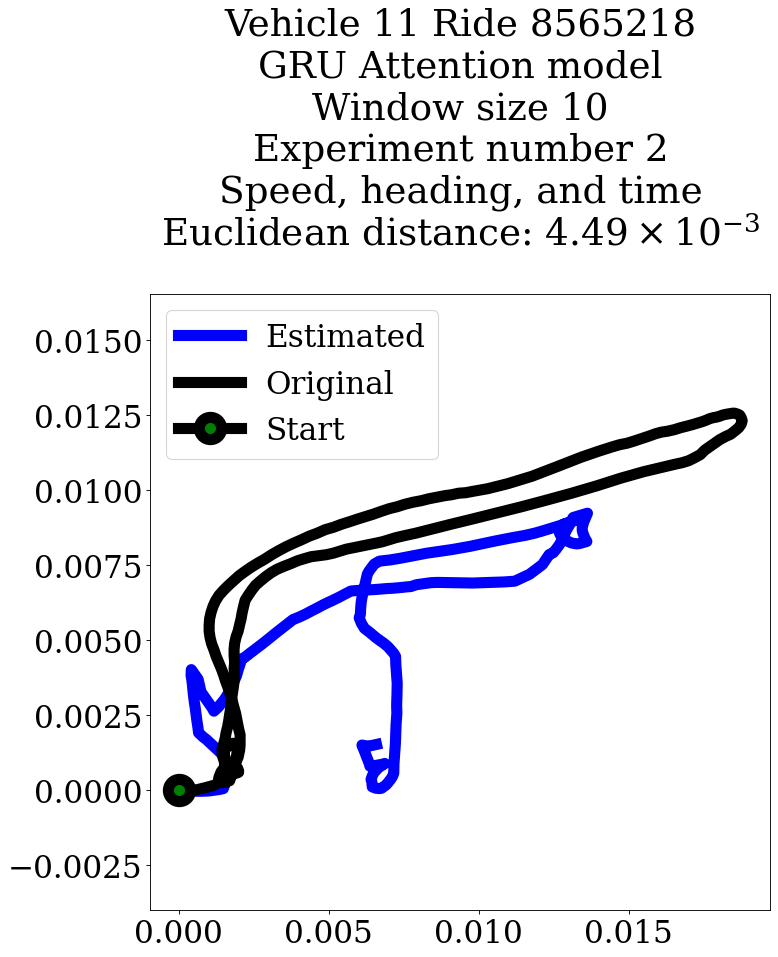 Vehicle 11 Ride 8565218
GRU Attention model
Window size 10
Experiment number 2
Speed, heading, and time
Euclidean distance: 4.49 × 10⁻³
Estimated
Original
Start
0.0150
0.0125
0.0100
0.0075
0.0050
0.0025
0.0000
−0.0025
0.000 0.005 0.010 0.015